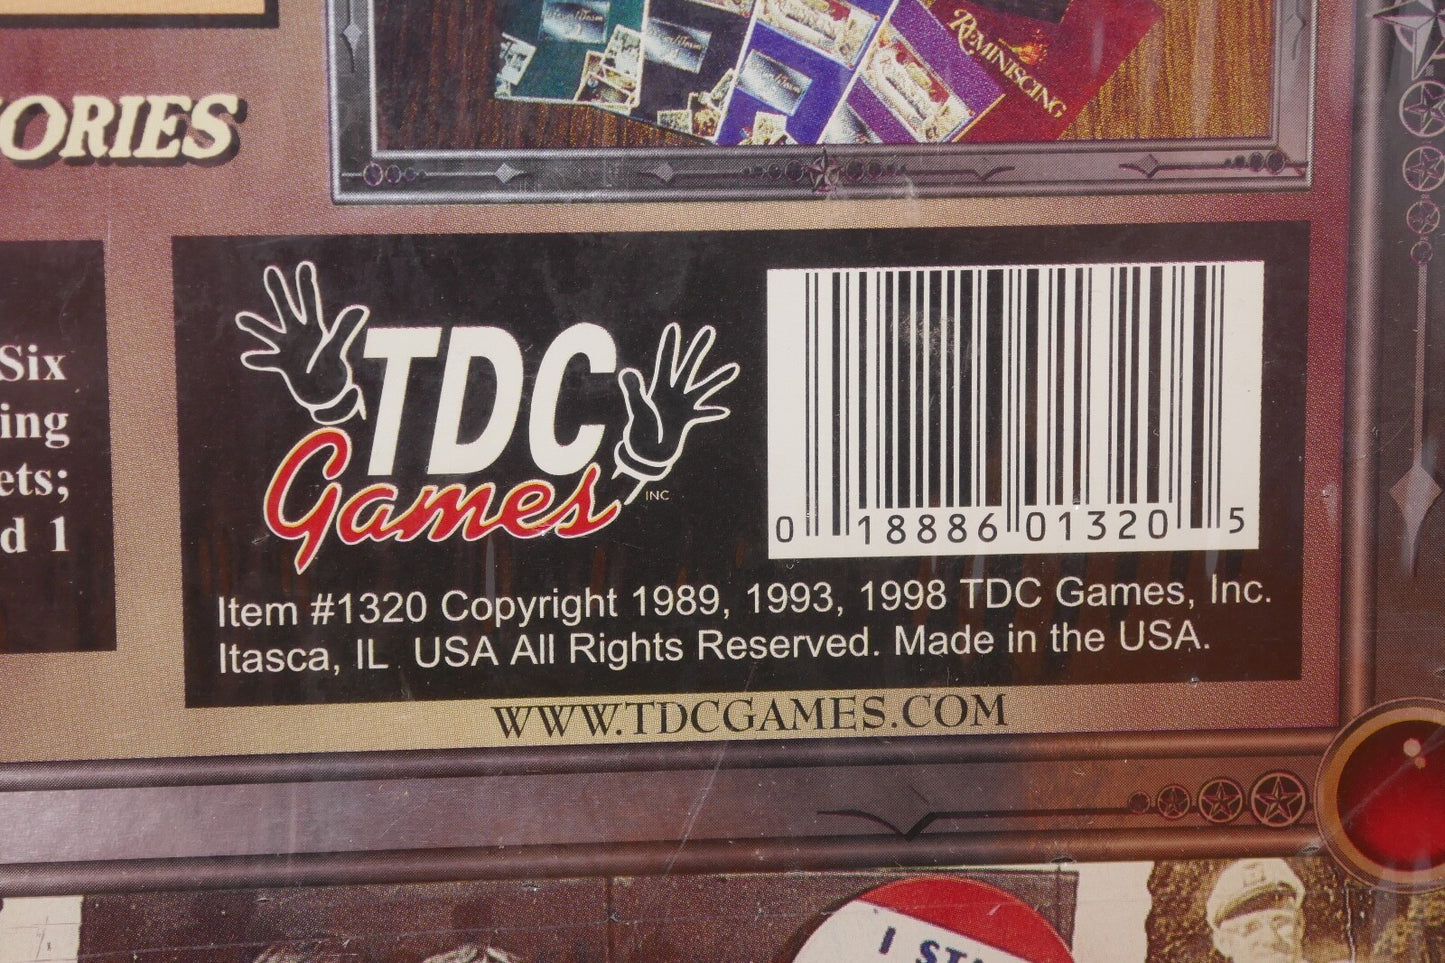 REMINISCING
ORIES
Six
ing
ets;
d 1
TDC
Games
INC
0 18886 01320 5
Item #1320 Copyright 1989, 1993, 1998 TDC Games, Inc.
Itasca, IL USA All Rights Reserved. Made in the USA.
WWW.TDCGAMES.COM
I